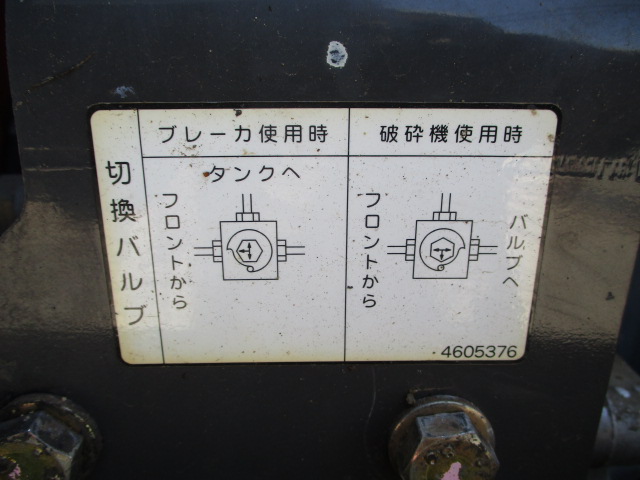 切換バルブ
ブレーカ使用時
タンクへ
フロントから
破砕機使用時
フロントから
バルブへ
4605376